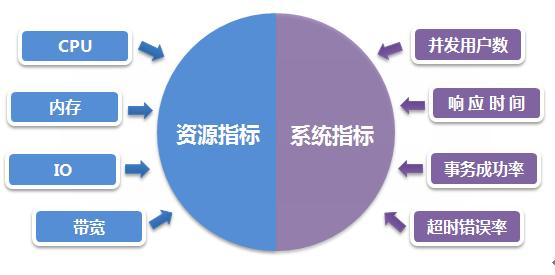 CPU
内存
IO
带宽
资源指标
系统指标
并发用户数
响应时间
事务成功率
超时错误率